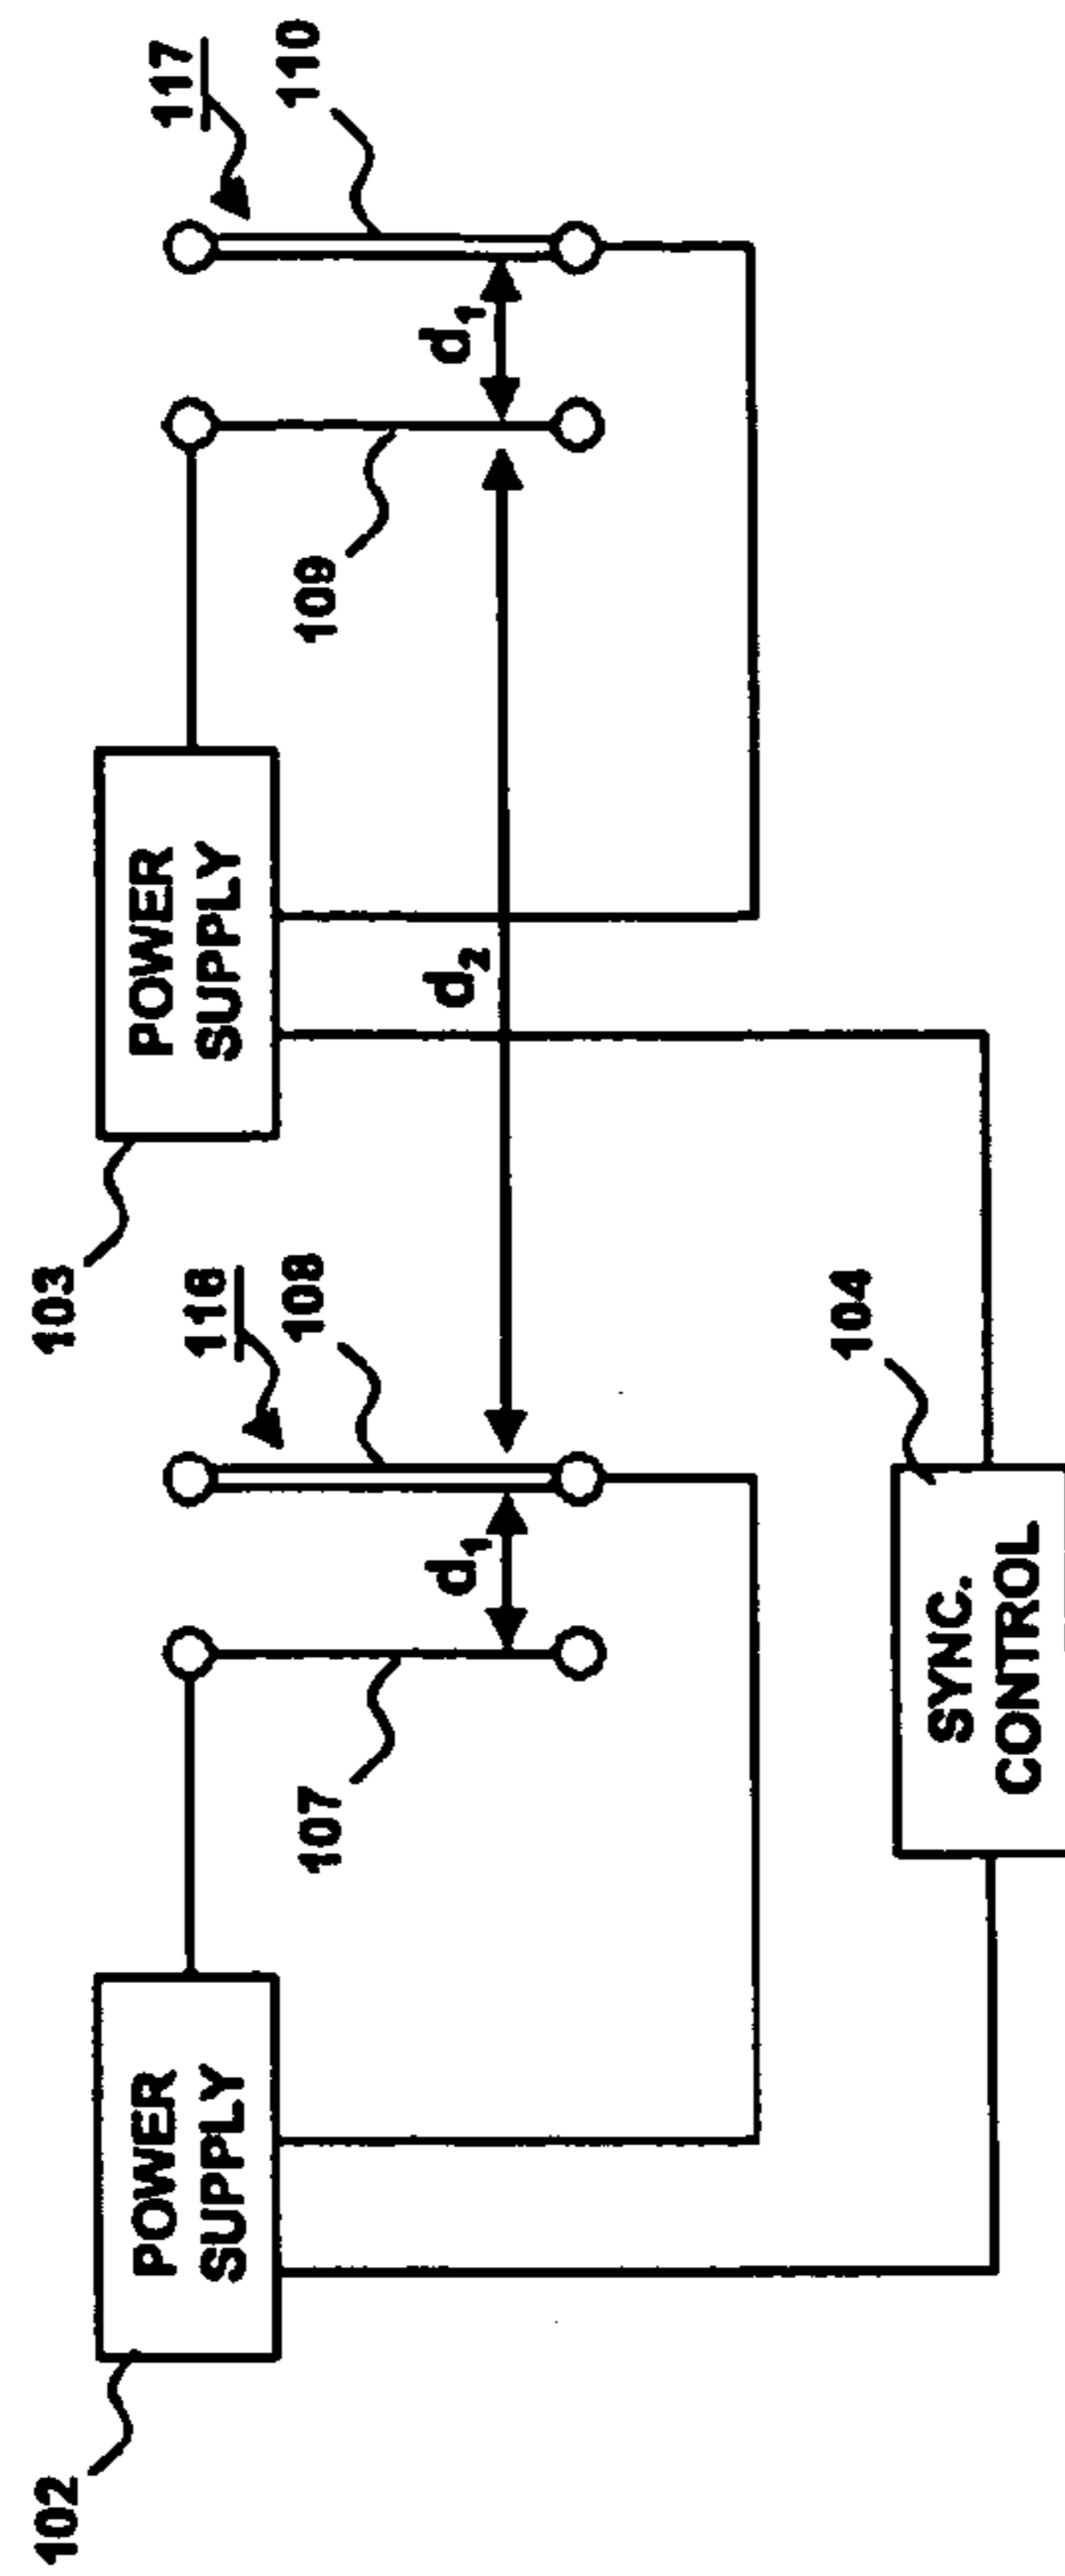 102
POWER
SUPPLY
107
d₁
116
108
103
POWER
SUPPLY
d₂
109
d₁
117
110
104
SYNC.
CONTROL